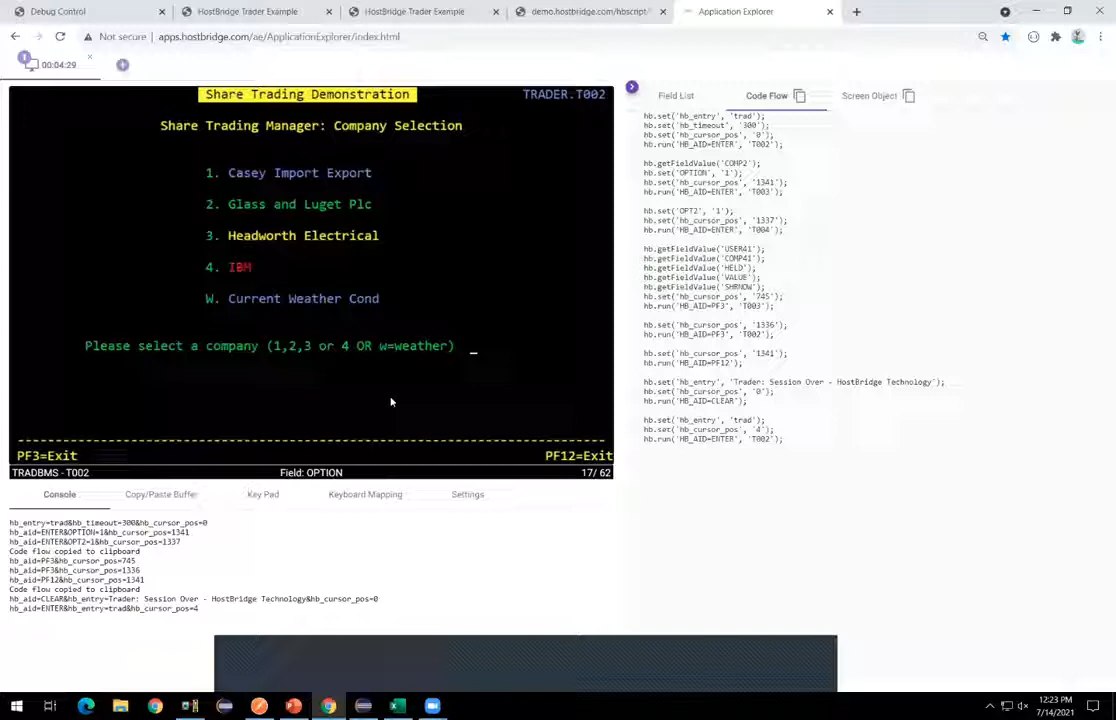 Debug Control
HostBridge Trader Example
HostBridge Trader Example
demo.hostbridge.com/hbscript/
Application Explorer
Not secure
apps.hostbridge.com/ae/ApplicationExplorer/index.html
00:04:29
Share Trading Demonstration
TRADER.T002
Share Trading Manager: Company Selection
1. Casey Import Export
2. Glass and Luget Plc
3. Headworth Electrical
4. IBM
W. Current Weather Cond
Please select a company (1,2,3 or 4 OR w=weather) _
PF3=Exit
PF12=Exit
TRADBMS - T002
Field: OPTION
17/ 62
Console
Copy/Paste Buffer
Key Pad
Keyboard Mapping
Settings
hb_entry=trad&hb_timeout=300&hb_cursor_pos=0
hb_aid=ENTER&OPTION=1&hb_cursor_pos=1341
hb_aid=ENTER&OPT2=1&hb_cursor_pos=1337
Code flow copied to clipboard
hb_aid=PF3&hb_cursor_pos=745
hb_aid=PF3&hb_cursor_pos=1336
hb_aid=PF12&hb_cursor_pos=1341
Code flow copied to clipboard
hb_aid=CLEAR&hb_entry=Trader: Session Over - HostBridge Technology&hb_cursor_pos=0
hb_aid=ENTER&hb_entry=trad&hb_cursor_pos=4
Field List
Code Flow
Screen Object
hb.set('hb_entry', 'trad');
hb.set('hb_timeout', '300');
hb.set('hb_cursor_pos', '0');
hb.run('HB_AID=ENTER', 'T002');
hb.getFieldValue('COMP2');
hb.set('OPTION', '1');
hb.set('hb_cursor_pos', '1341');
hb.run('HB_AID=ENTER', 'T003');
hb.set('OPT2', '1');
hb.set('hb_cursor_pos', '1337');
hb.run('HB_AID=ENTER', 'T004');
hb.getFieldValue('USER41');
hb.getFieldValue('COMP41');
hb.getFieldValue('HELD');
hb.getFieldValue('VALUE');
hb.getFieldValue('SHRNOW');
hb.set('hb_cursor_pos', '745');
hb.run('HB_AID=PF3', 'T003');
hb.set('hb_cursor_pos', '1336');
hb.run('HB_AID=PF3', 'T002');
hb.set('hb_cursor_pos', '1341');
hb.run('HB_AID=PF12');
hb.set('hb_entry', 'Trader: Session Over - HostBridge Technology');
hb.set('hb_cursor_pos', '0');
hb.run('HB_AID=CLEAR');
hb.set('hb_entry', 'trad');
hb.set('hb_cursor_pos', '4');
hb.run('HB_AID=ENTER', 'T002');
12:23 PM
7/14/2021